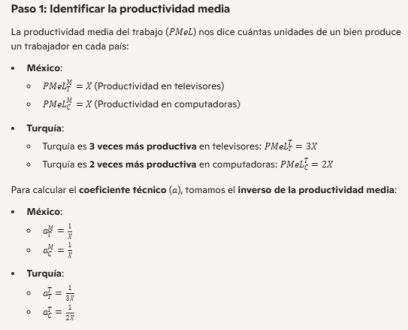 Paso 1: Identificar la productividad media
La productividad media del trabajo (PMeL) nos dice cuántas unidades de un bien produce
un trabajador en cada país:
• México:
◦ PMeL_T^M = X (Productividad en televisores)
◦ PMeL_C^M = X (Productividad en computadoras)
• Turquía:
◦ Turquía es 3 veces más productiva en televisores: PMeL_T^T = 3X
◦ Turquía es 2 veces más productiva en computadoras: PMeL_C^T = 2X
Para calcular el coeficiente técnico (a), tomamos el inverso de la productividad media:
• México:
◦ a_T^M = 1/X
◦ a_C^M = 1/X
• Turquía:
◦ a_T^T = 1/3X
◦ a_C^T = 1/2X